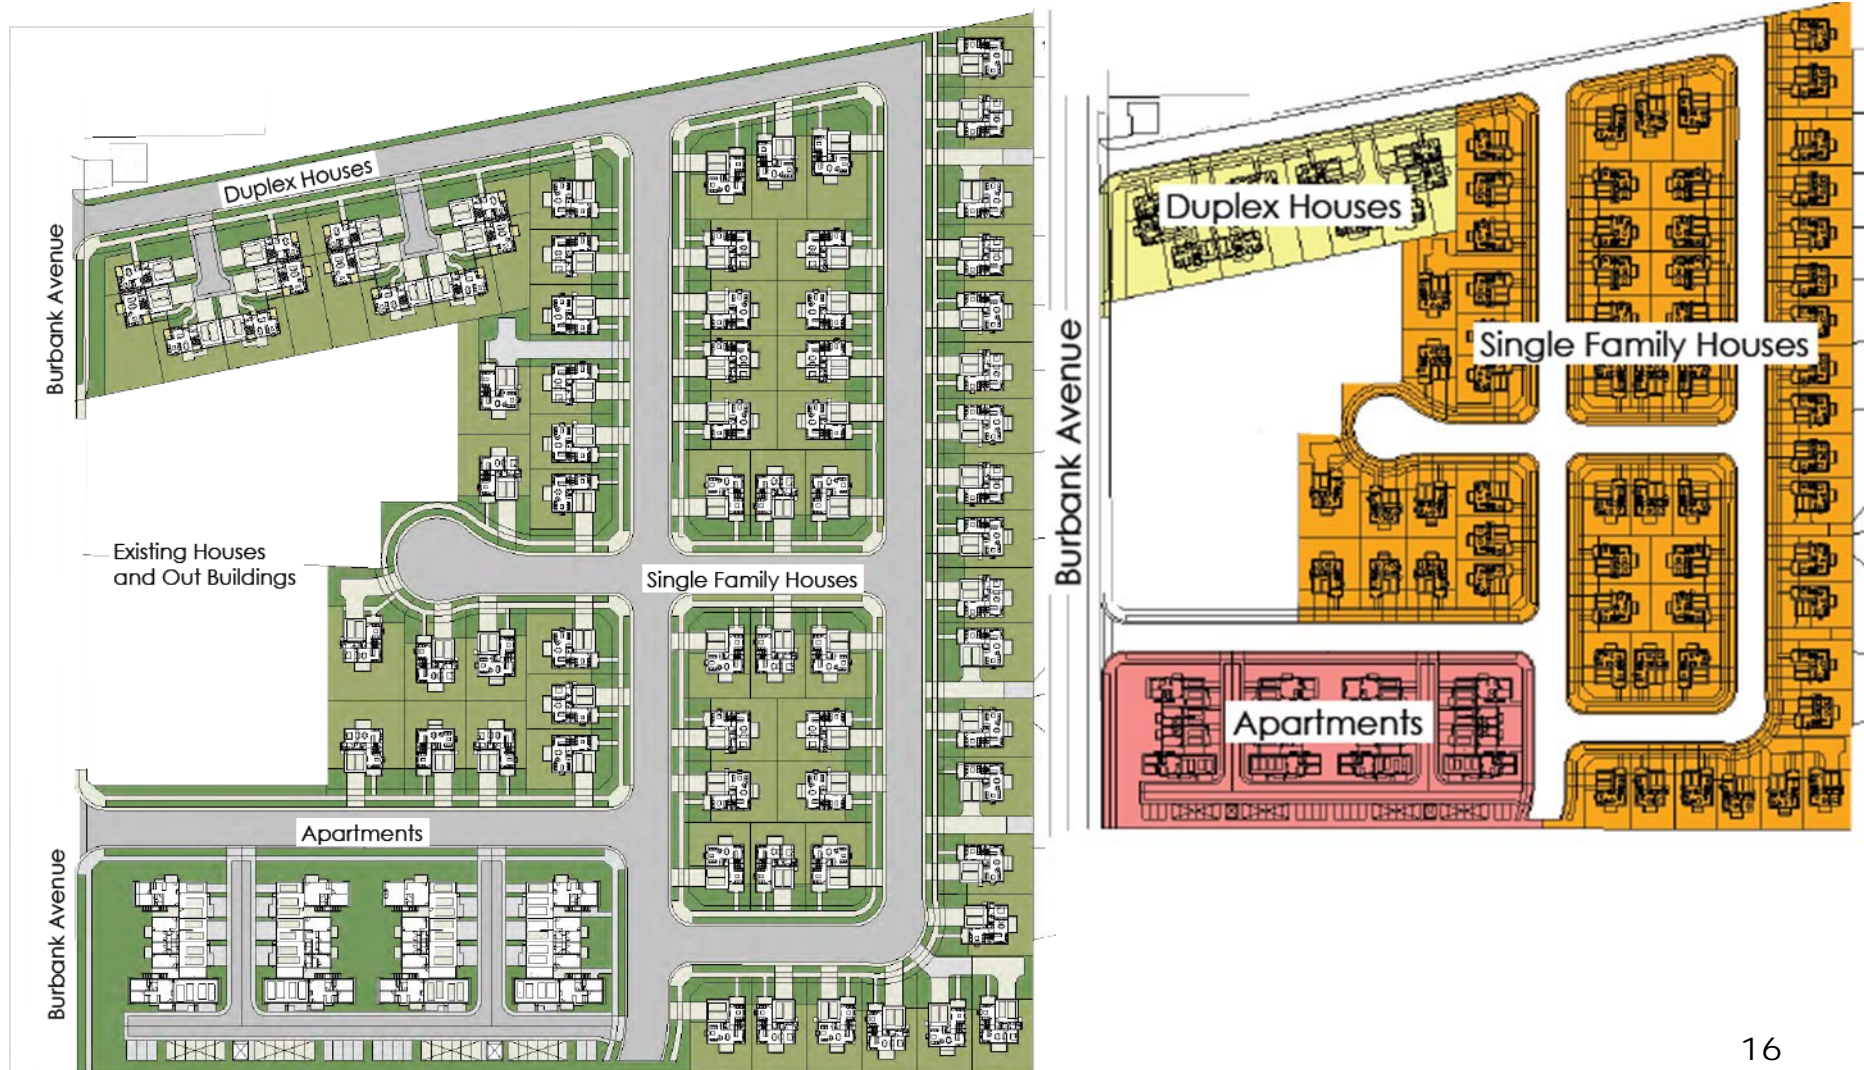 Duplex Houses
Burbank Avenue
Existing Houses
and Out Buildings
Single Family Houses
Apartments
Burbank Avenue
Duplex Houses
Single Family Houses
Burbank Avenue
Apartments
16